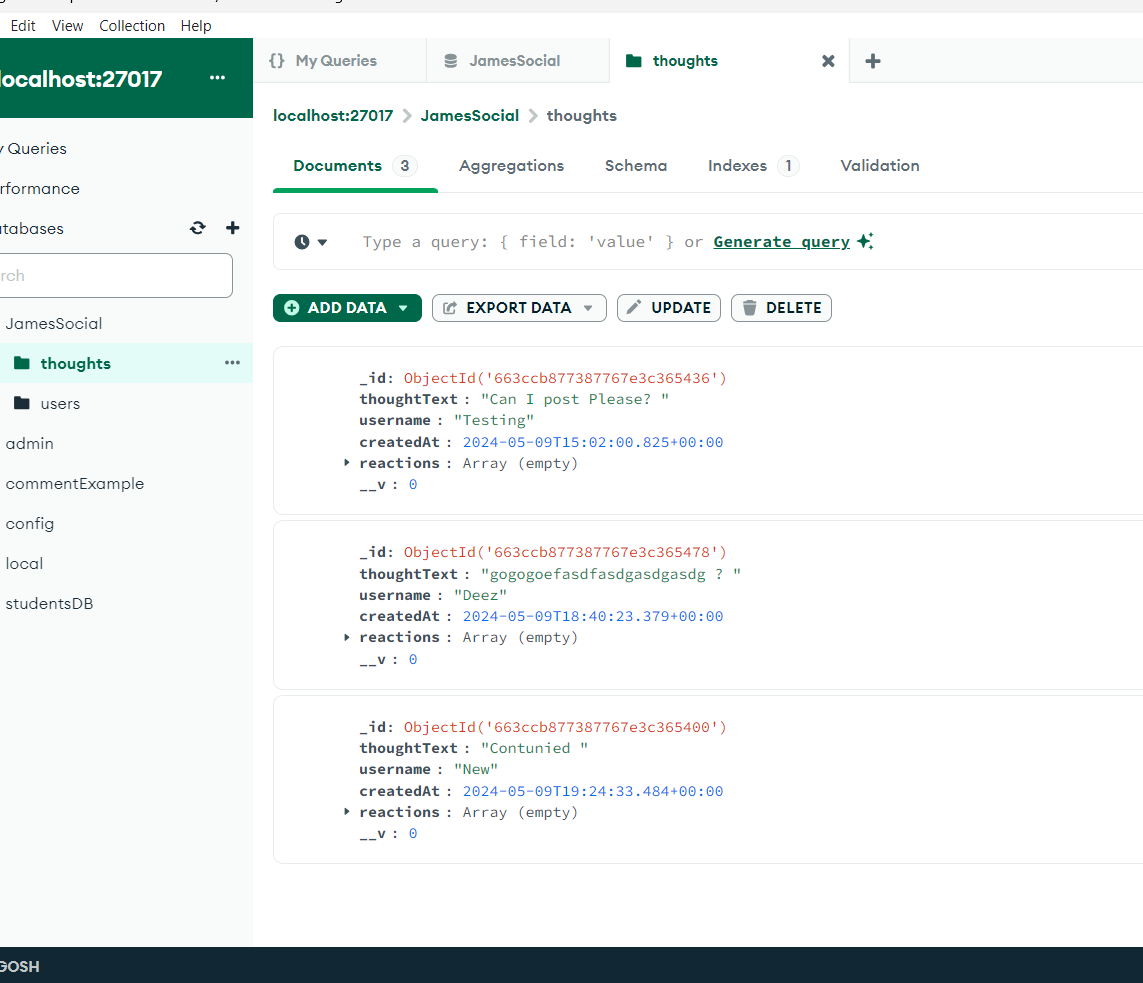 Edit View Collection Help
localhost:27017
My Queries
JamesSocial
thoughts
localhost:27017 > JamesSocial > thoughts
Documents 3
Aggregations
Schema
Indexes 1
Validation
y Queries
rformance
tabases
rch
JamesSocial
thoughts
users
admin
commentExample
config
local
studentsDB
Type a query: { field: 'value' } or Generate query
ADD DATA
EXPORT DATA
UPDATE
DELETE
_id: ObjectId('663ccb877387767e3c365436')
thoughtText : "Can I post Please? "
username : "Testing"
createdAt : 2024-05-09T15:02:00.825+00:00
reactions : Array (empty)
__v : 0
_id: ObjectId('663ccb877387767e3c365478')
thoughtText : "gogogoefasdfasdgasdgasdg ? "
username : "Deez"
createdAt : 2024-05-09T18:40:23.379+00:00
reactions : Array (empty)
__v : 0
_id: ObjectId('663ccb877387767e3c365400')
thoughtText : "Contunied "
username : "New"
createdAt : 2024-05-09T19:24:33.484+00:00
reactions : Array (empty)
__v : 0
GOSH